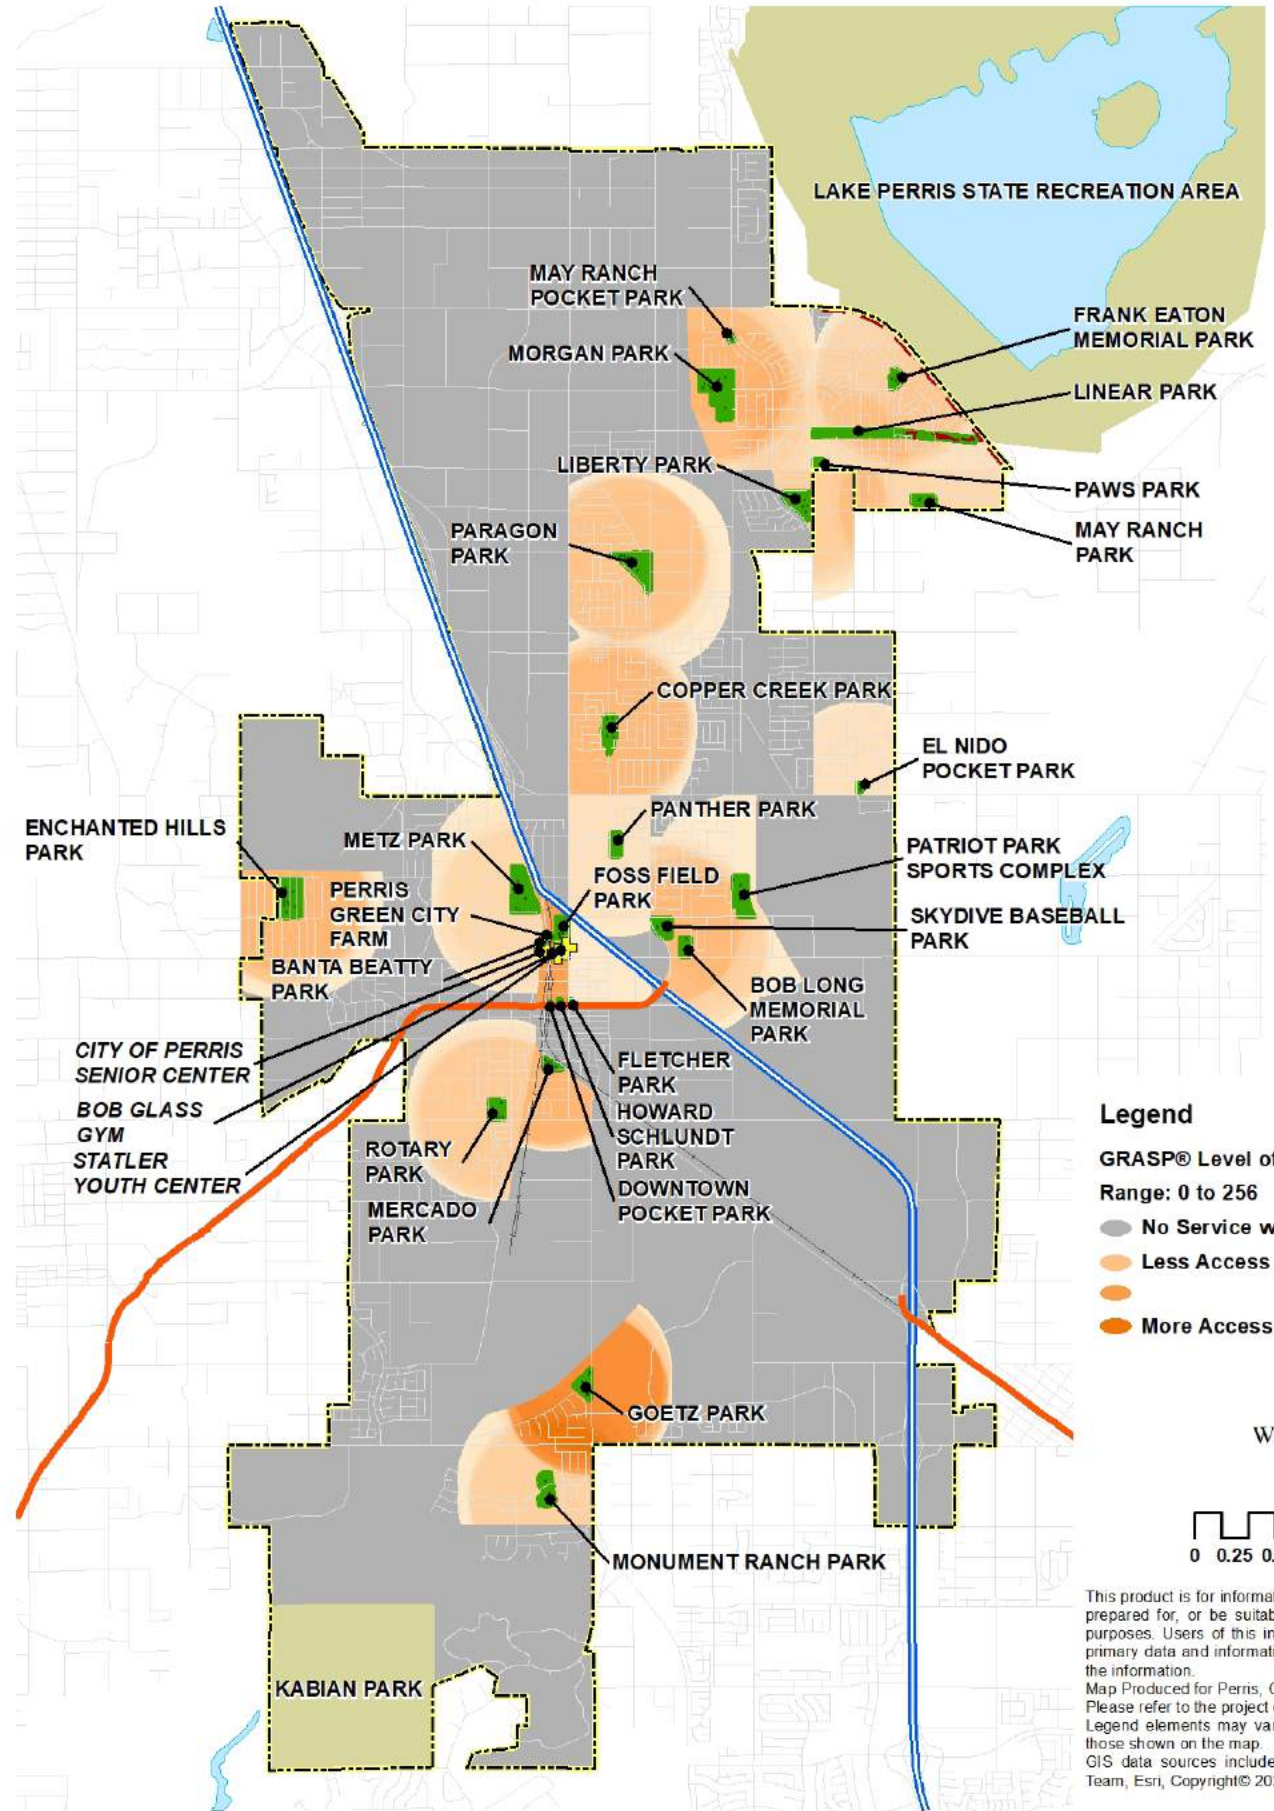 LAKE PERRIS STATE RECREATION AREA
MAY RANCH
POCKET PARK
FRANK EATON
MEMORIAL PARK
MORGAN PARK
LINEAR PARK
LIBERTY PARK
PAWS PARK
PARAGON
PARK
MAY RANCH
PARK
COPPER CREEK PARK
EL NIDO
POCKET PARK
PANTHER PARK
ENCHANTED HILLS
PARK
METZ PARK
PATRIOT PARK
SPORTS COMPLEX
FOSS FIELD
PARK
PERRIS
GREEN CITY
FARM
SKYDIVE BASEBALL
PARK
BANTA BEATTY
PARK
BOB LONG
MEMORIAL
PARK
CITY OF PERRIS
SENIOR CENTER
FLETCHER
PARK
BOB GLASS
GYM
HOWARD
SCHLUNDT
PARK
STATLER
YOUTH CENTER
ROTARY
PARK
DOWNTOWN
POCKET PARK
MERCADO
PARK
GOETZ PARK
MONUMENT RANCH PARK
KABIAN PARK
Legend
GRASP® Level of
Range: 0 to 256
No Service w
Less Access
More Access
W
0 0.25 0.
This product is for informa
prepared for, or be suitab
purposes. Users of this in
primary data and informati
the information.
Map Produced for Perris, C
Please refer to the project
Legend elements may var
those shown on the map.
GIS data sources include
Team, Esri, Copyright© 20